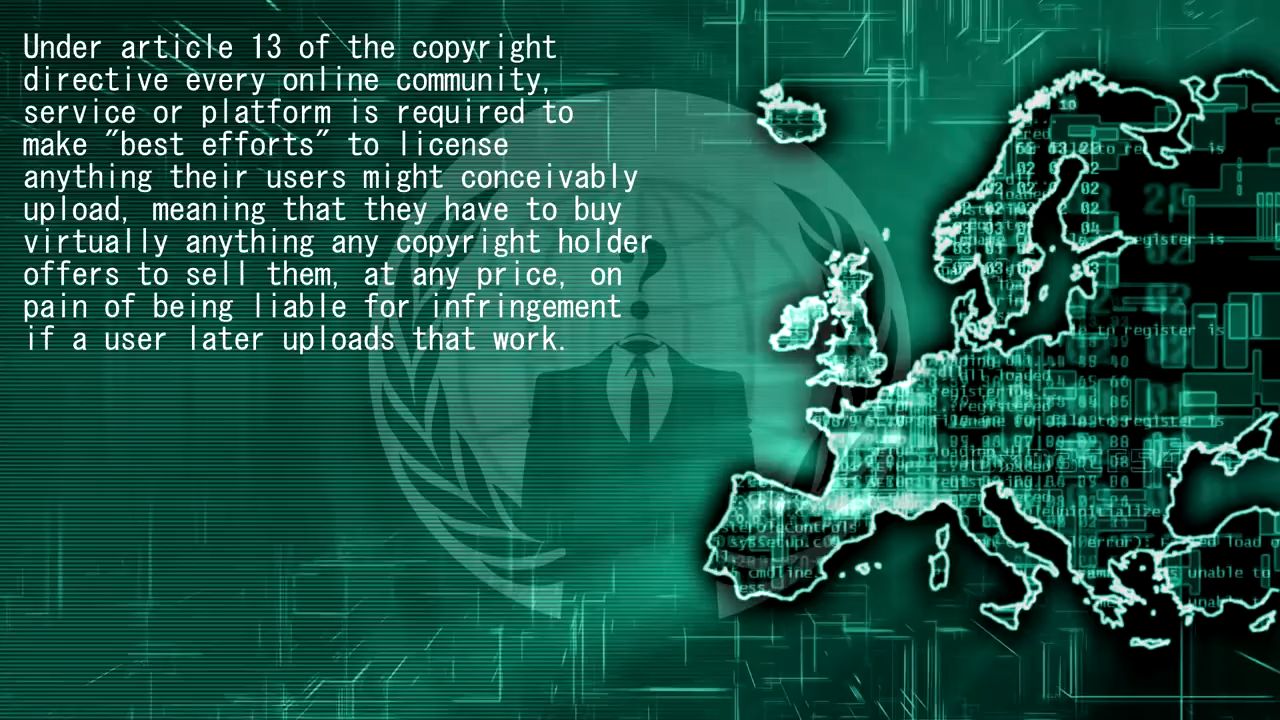 Under article 13 of the copyright
directive every online community,
service or platform is required to
make "best efforts" to license
anything their users might conceivably
upload, meaning that they have to buy
virtually anything any copyright holder
offers to sell them, at any price, on
pain of being liable for infringement
if a user later uploads that work.